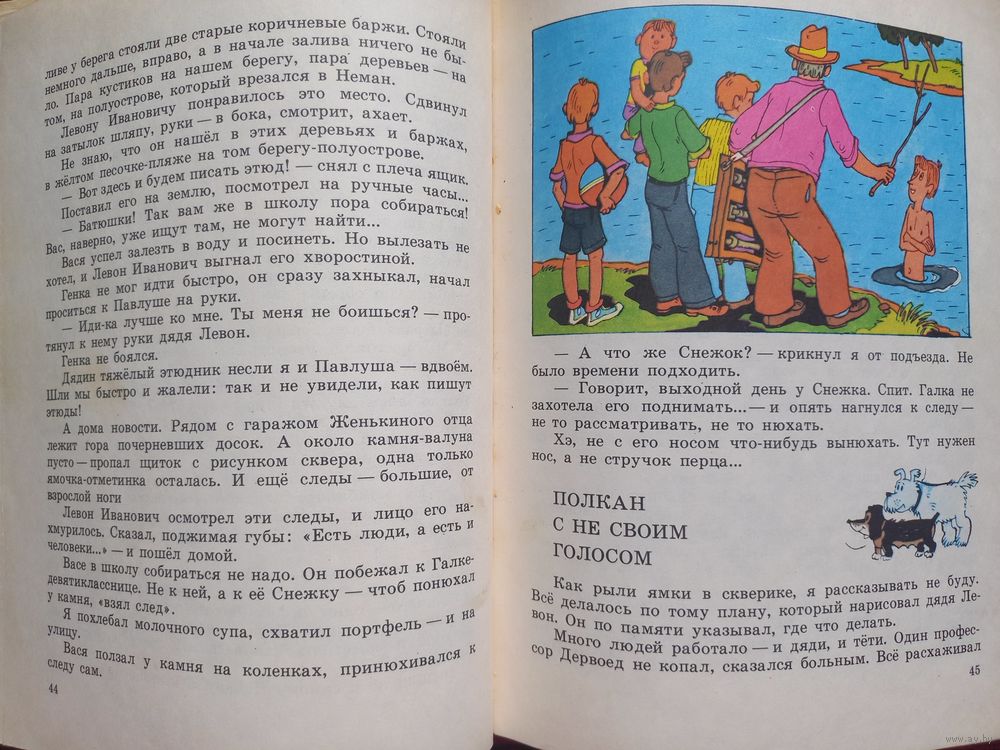 ливе у берега стояли две старые коричневые баржи. Стояли
немного дальше, вправо, а в начале залива ничего не бы-
ло. Пара кустиков на нашем берегу, пара деревьев — на
том, на полуострове, который врезался в Неман.
Левону Ивановичу понравилось это место. Сдвинул
на затылок шляпу, руки — в бока, смотрит, ахает.
Не знаю, что он нашёл в этих деревьях и баржах,
в жёлтом песочке-пляже на том берегу-полуострове.
— Вот здесь и будем писать этюд! — снял с плеча ящик.
Поставил его на землю, посмотрел на ручные часы...
— Батюшки! Так вам же в школу пора собираться!
Вас, наверно, уже ищут там, не могут найти...
Вася успел залезть в воду и посинеть. Но вылезать не
хотел, и Левон Иванович выгнал его хворостиной.
Генка не мог идти быстро, он сразу захныкал, начал
проситься к Павлуше на руки.
— Иди-ка лучше ко мне. Ты меня не боишься? — про-
тянул к нему руки дядя Левон.
Генка не боялся.
Дядин тяжёлый этюдник несли я и Павлуша — вдвоём.
Шли мы быстро и жалели: так и не увидели, как пишут
этюды!
А дома новости. Рядом с гаражом Женькиного отца
лежит гора почерневших досок. А около камня-валуна
пусто — пропал щиток с рисунком сквера, одна только
ямочка-отметинка осталась. И ещё следы — большие, от
взрослой ноги
Левон Иванович осмотрел эти следы, и лицо его на-
хмурилось. Сказал, поджимая губы: «Есть люди, а есть и
человеки...» — и пошёл домой.
Васе в школу собираться не надо. Он побежал к Галке-
девятикласснице. Не к ней, а к её Снежку — чтоб понюхал
у камня, «взял след».
Я похлебал молочного супа, схватил портфель — и на
улицу.
Вася ползал у камня на коленках, принюхивался к
следу сам.
44
— А что же Снежок? — крикнул я от подъезда. Не
было времени подходить.
— Говорит, выходной день у Снежка. Спит. Галка не
захотела его поднимать... — и опять нагнулся к следу —
не то рассматривать, не то нюхать.
Хэ, не с его носом что-нибудь вынюхать. Тут нужен
нос, а не стручок перца...
ПОЛКАН
С НЕ СВОИМ
ГОЛОСОМ
Как рыли ямки в скверике, я рассказывать не буду.
Всё делалось по тому плану, который нарисовал дядя Ле-
вон. Он по памяти указывал, где что делать.
Много людей работало — и дяди, и тёти. Один профес-
сор Дервоед не копал, сказался больным. Всё расхаживал
45
www.av.by